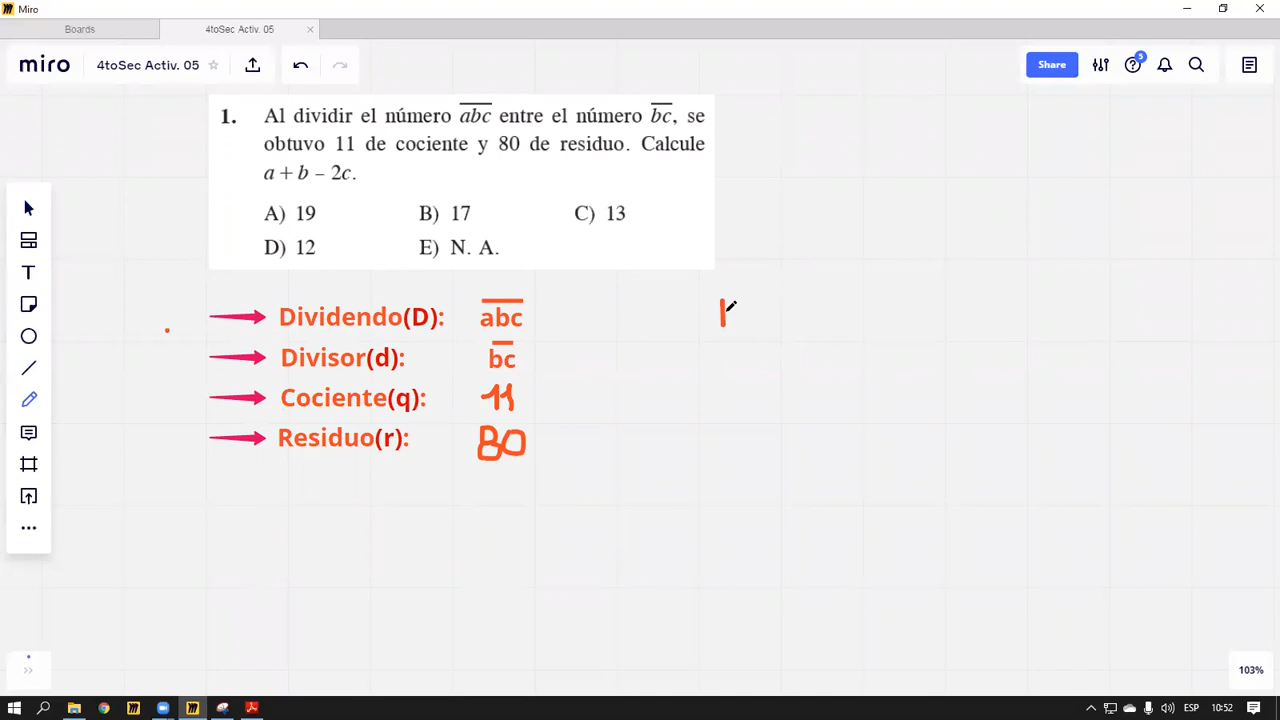 Miro
Boards
4toSec Activ. 05
miro
4toSec Activ. 05
Share
5
1. Al dividir el número abc entre el número bc, se
obtuvo 11 de cociente y 80 de residuo. Calcule
a + b – 2c.
A) 19 B) 17 C) 13
D) 12 E) N. A.
Dividendo(D): abc
Divisor(d): bc
Cociente(q): 11
Residuo(r): 80
103%
ESP 10:52